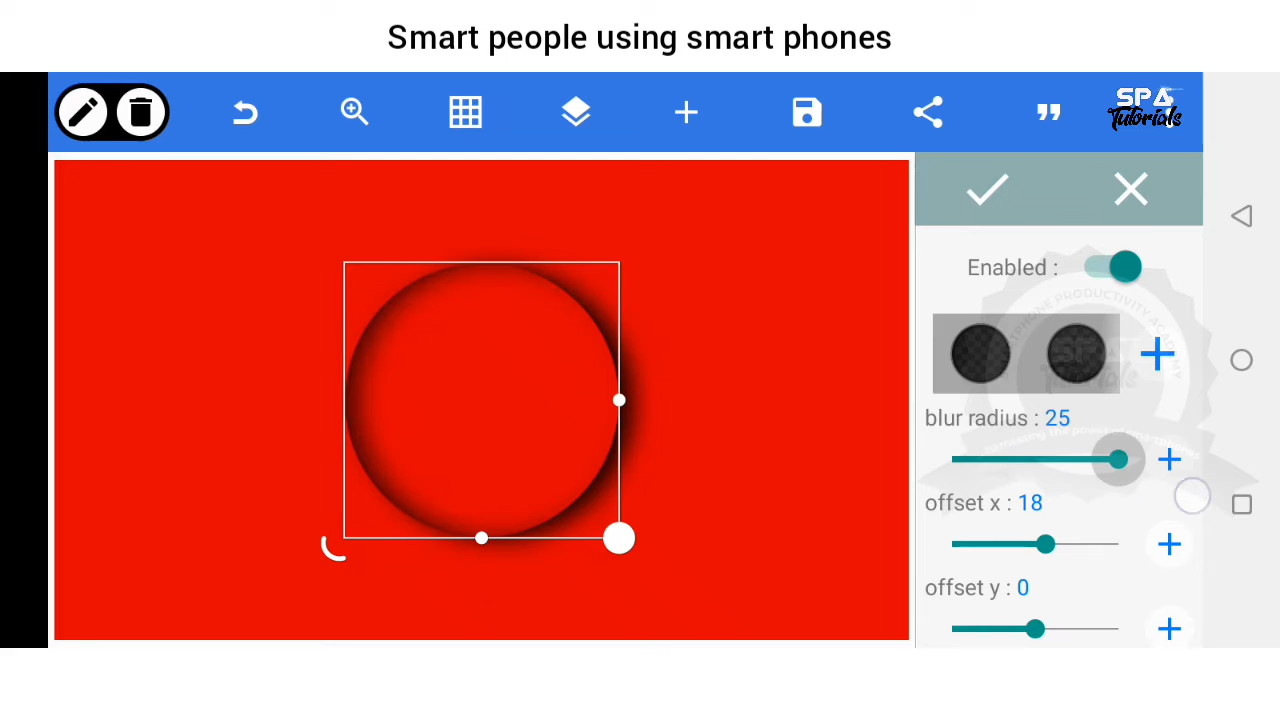 Smart people using smart phones
SPA
Tutorials
Enabled :
blur radius : 25
offset x : 18
offset y : 0